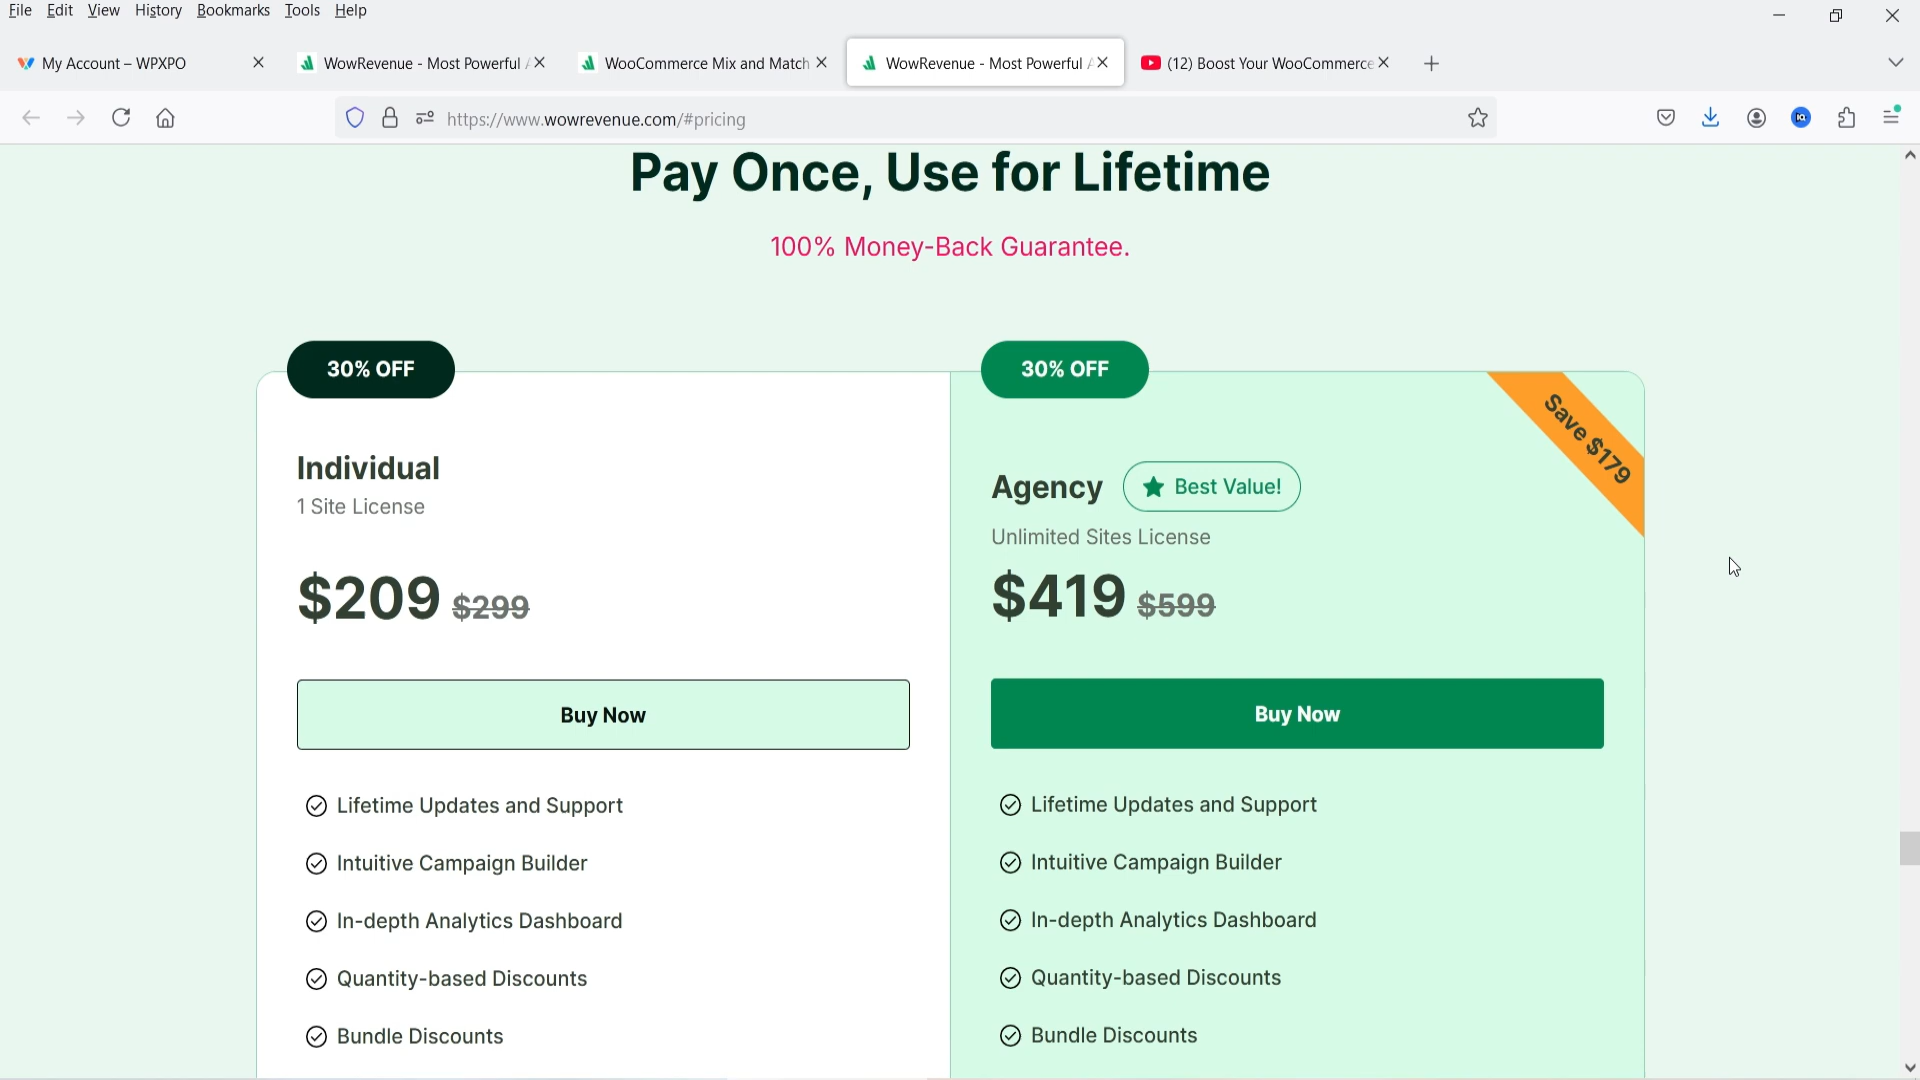 File Edit View History Bookmarks Tools Help
My Account – WPXPO
WowRevenue - Most Powerful
WooCommerce Mix and Match
WowRevenue - Most Powerful
(12) Boost Your WooCommerce
https://www.wowrevenue.com/#pricing
Pay Once, Use for Lifetime
100% Money-Back Guarantee.
30% OFF
Individual
1 Site License
$209 $299
Buy Now
Lifetime Updates and Support
Intuitive Campaign Builder
In-depth Analytics Dashboard
Quantity-based Discounts
Bundle Discounts
30% OFF
Save $179
Agency
Best Value!
Unlimited Sites License
$419 $599
Buy Now
Lifetime Updates and Support
Intuitive Campaign Builder
In-depth Analytics Dashboard
Quantity-based Discounts
Bundle Discounts